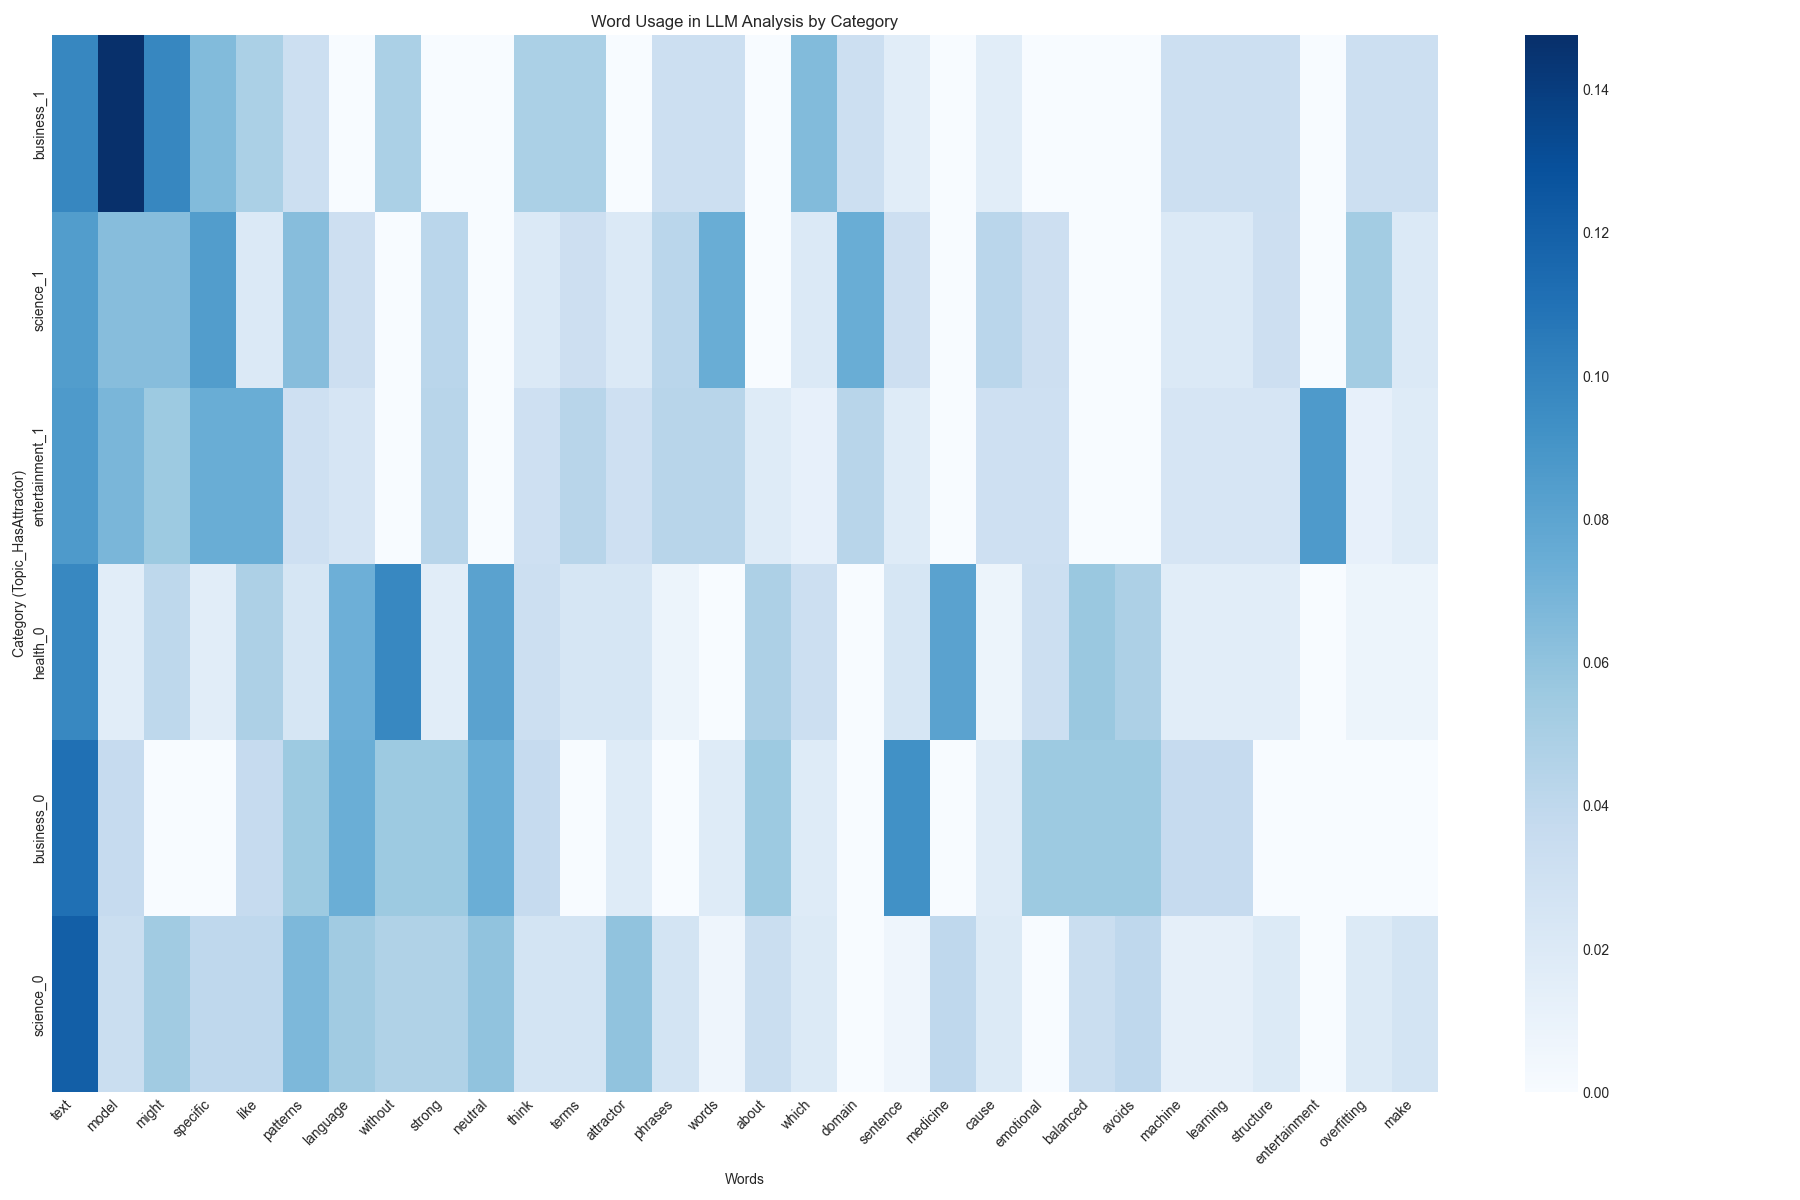 Word Usage in LLM Analysis by Category
Category (Topic_HasAttractor)
business_1
science_1
entertainment_1
health_0
business_0
science_0
text
model
might
specific
like
patterns
language
without
strong
neutral
think
terms
attractor
phrases
words
about
which
domain
sentence
medicine
cause
emotional
balanced
avoids
machine
learning
structure
entertainment
overfitting
make
Words
0.14
0.12
0.10
0.08
0.06
0.04
0.02
0.00